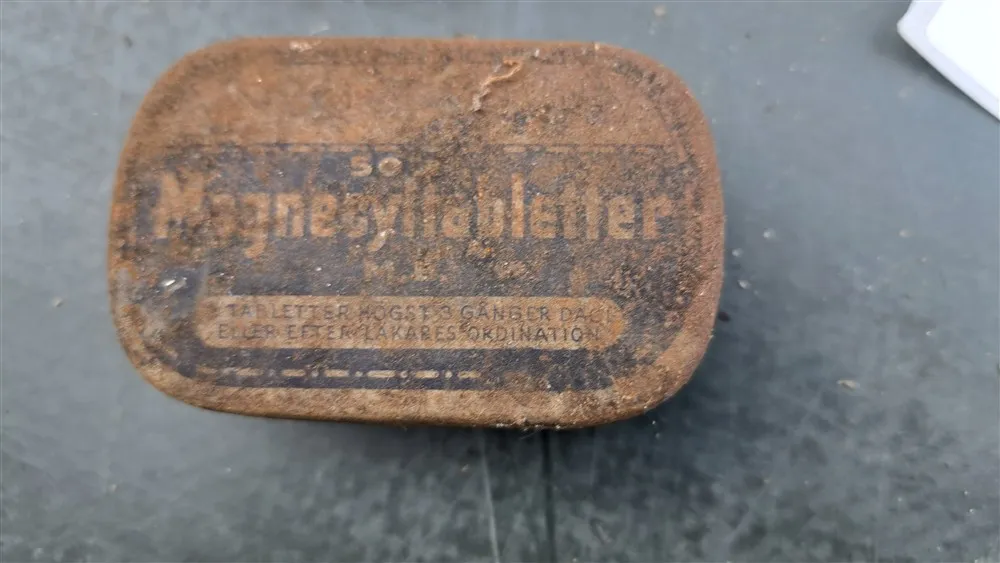 50
Magnesyltabletter
TABLETTER HÖGST 3 GÅNGER DAGL
ELLER EFTER LÄKARES ORDINATION